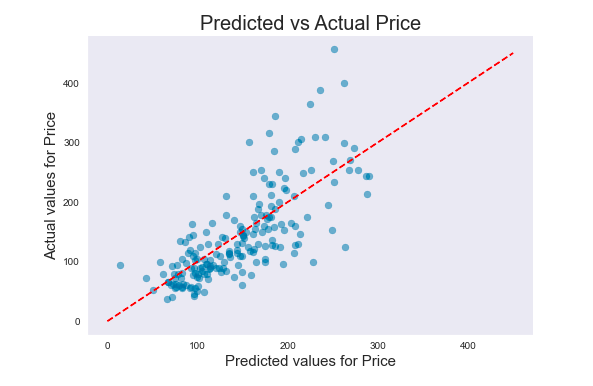 Predicted vs Actual Price
Actual values for Price
400
300
200
100
0
0 100 200 300 400
Predicted values for Price